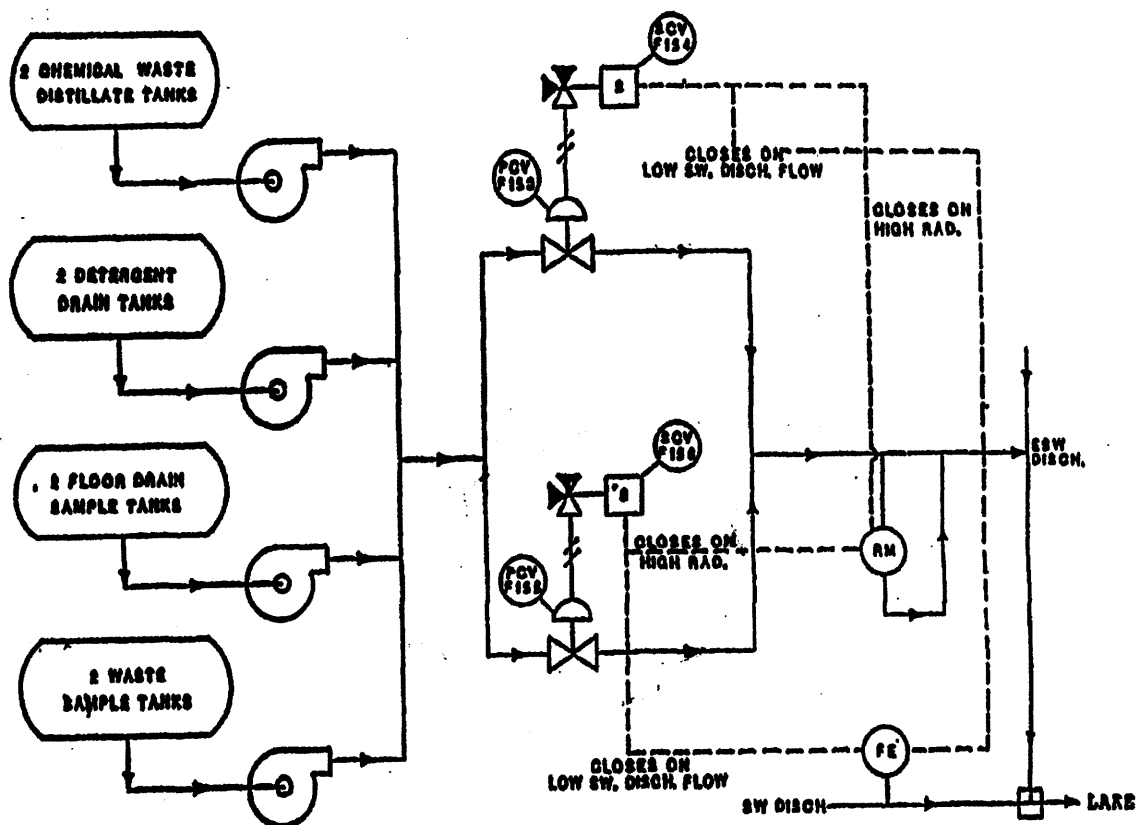 2 CHEMICAL WASTE
DISTILLATE TANKS
2 DETERGENT
DRAIN TANKS
2 FLOOR DRAIN
SAMPLE TANKS
2 WASTE
SAMPLE TANKS
SCV
F154
S
PCV
F153
CLOSES ON
LOW SW. DISCH. FLOW
CLOSES ON
HIGH RAD.
SCV
F156
S
PCV
F155
CLOSES ON
HIGH RAD.
RM
SSW
DISCH.
CLOSES ON
LOW SW. DISCH. FLOW
FE
SW DISCH
LAKE